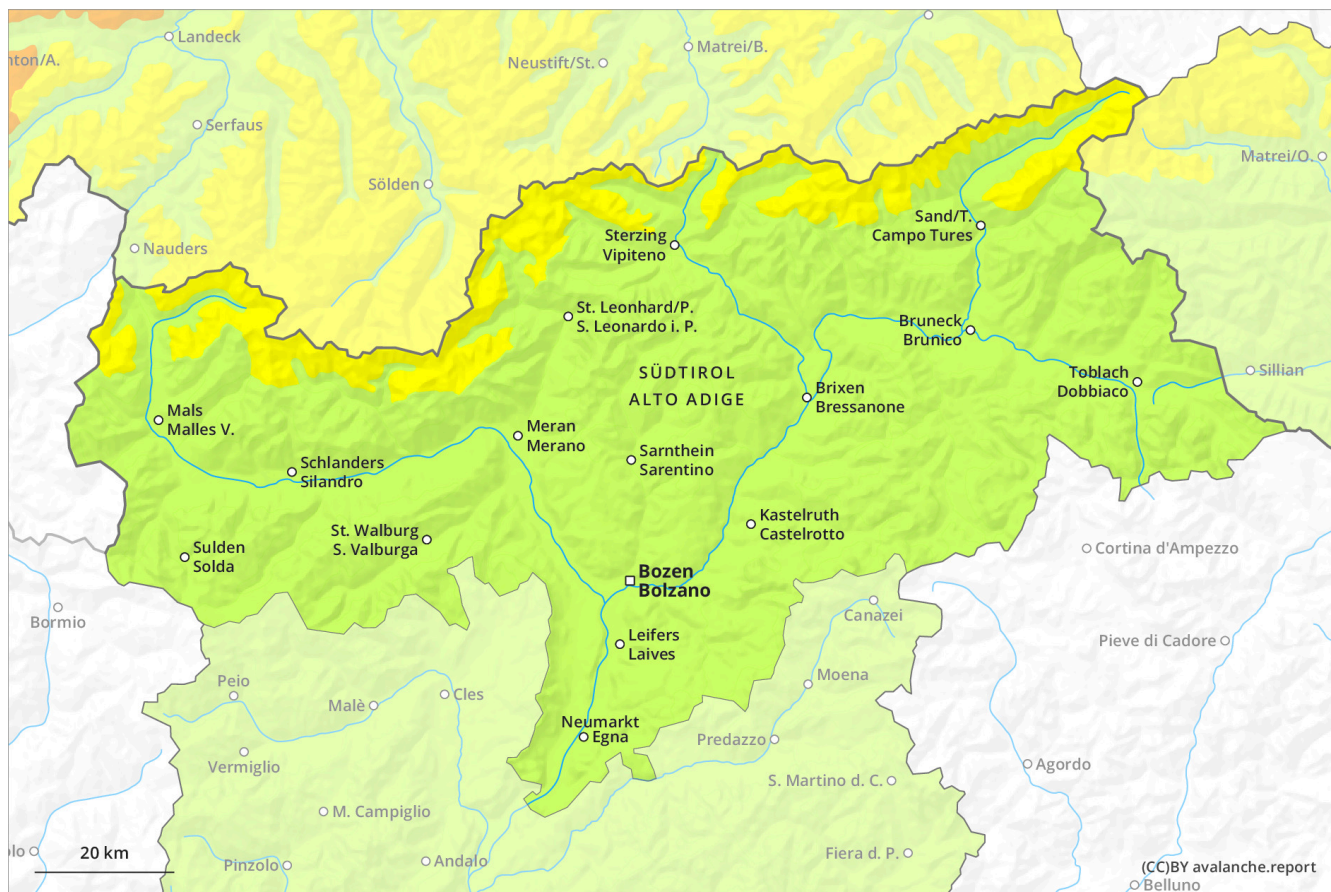 Landeck
nton/A.
Matrei/B.
Neustift/St.
Serfaus
Matrei/O.
Sölden
Sand/T.
Campo Tures
Sterzing
Vipiteno
Nauders
St. Leonhard/P.
S. Leonardo i. P.
Bruneck
Brunico
SÜDTIROL
ALTO ADIGE
Toblach
Dobbiaco
Sillian
Brixen
Bressanone
Mals
Malles V.
Meran
Merano
Sarnthein
Sarentino
Schlanders
Silandro
St. Walburg
S. Valburga
Kastelruth
Castelrotto
Sulden
Solda
Cortina d'Ampezzo
Bozen
Bolzano
Bormio
Canazei
Leifers
Laives
Pieve di Cadore
Peio
Malè
Cles
Moena
Neumarkt
Egna
Predazzo
Vermiglio
Agordo
S. Martino d. C.
M. Campiglio
20 km
lo
Pinzolo
Andalo
Fiera d. P.
(CC)BY avalanche.report
Belluno